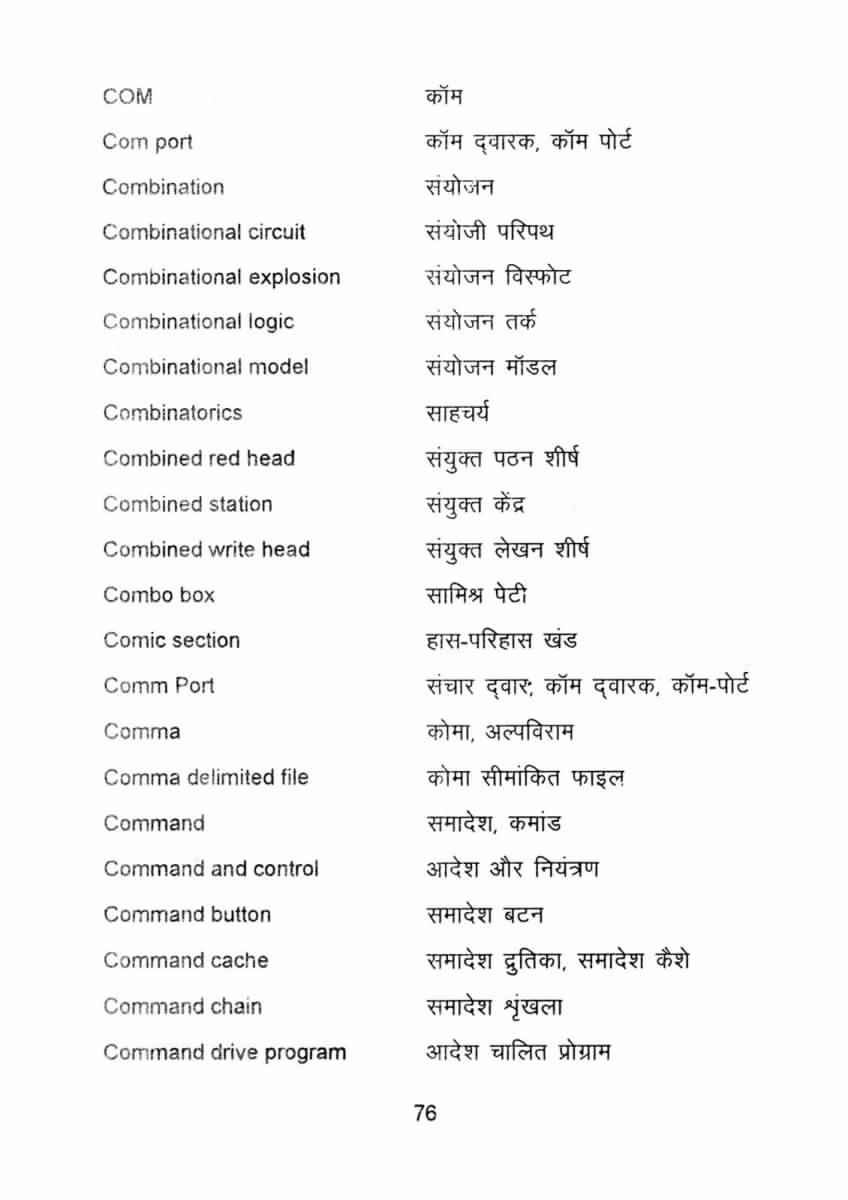 COM कॉम
Com port कॉम द्वारक, कॉम पोर्ट
Combination संयोजन
Combinational circuit संयोजी परिपथ
Combinational explosion संयोजन विस्फोट
Combinational logic संयोजन तर्क
Combinational model संयोजन मॉडल
Combinatorics साहचर्य
Combined red head संयुक्त पठन शीर्ष
Combined station संयुक्त केंद्र
Combined write head संयुक्त लेखन शीर्ष
Combo box सामिश्र पेटी
Comic section हास-परिहास खंड
Comm Port संचार द्वार; कॉम द्वारक, कॉम-पोर्ट
Comma कोमा, अल्पविराम
Comma delimited file कोमा सीमांकित फाइल
Command समादेश, कमांड
Command and control आदेश और नियंत्रण
Command button समादेश बटन
Command cache समादेश द्रुतिका, समादेश कैशे
Command chain समादेश शृंखला
Command drive program आदेश चालित प्रोग्राम
76